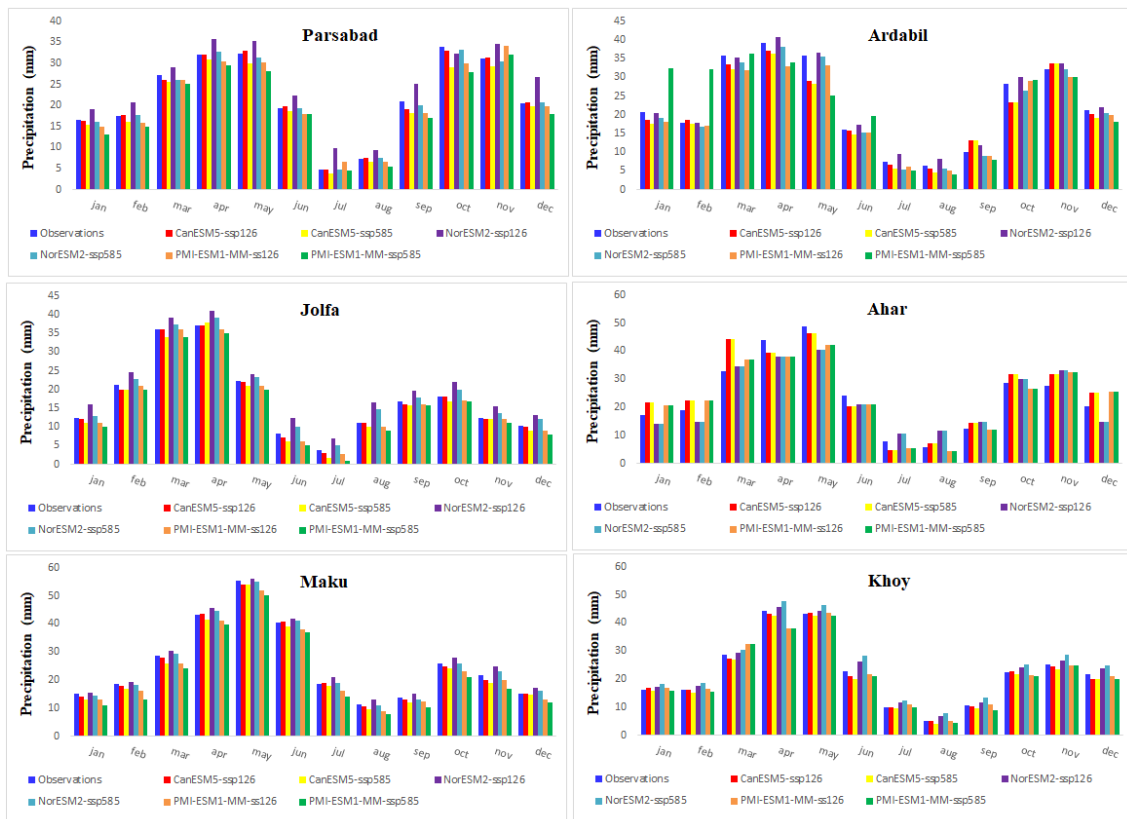 Parsabad
Precipitation (mm)
40
35
30
25
20
15
10
5
0
jan feb mar apr may jun jul aug sep oct nov dec
Observations CanESM5-ssp126 CanESM5-ssp585 NorESM2-ssp126
NorESM2-ssp585 PMI-ESM1-MM-ss126 PMI-ESM1-MM-ssp585
Ardabil
Precipitation (mm)
45
40
35
30
25
20
15
10
5
0
jan feb mar apr may jun jul aug sep oct nov dec
Observations CanESM5-ssp126 CanESM5-ssp585 NorESM2-ssp126
NorESM2-ssp585 PMI-ESM1-MM-ss126 PMI-ESM1-MM-ssp585
Jolfa
Precipitation (mm)
45
40
35
30
25
20
15
10
5
0
jan feb mar apr may jun jul aug sep oct nov dec
Observations CanESM5-ssp126 CanESM5-ssp585 NorESM2-ssp126
NorESM2-ssp585 PMI-ESM1-MM-ss126 PMI-ESM1-MM-ssp585
Ahar
Precipitation (mm)
60
50
40
30
20
10
0
jan feb mar apr may jun jul aug sep oct nov dec
Observations CanESM5-ssp126 CanESM5-ssp585 NorESM2-ssp126
NorESM2-ssp585 PMI-ESM1-MM-ss126 PMI-ESM1-MM-ssp585
Maku
Precipitation (mm)
60
50
40
30
20
10
0
jan feb mar apr may jun jul aug sep oct nov dec
Observations CanESM5-ssp126 CanESM5-ssp585 NorESM2-ssp126
NorESM2-ssp585 PMI-ESM1-MM-ss126 PMI-ESM1-MM-ssp585
Khoy
Precipitation (mm)
60
50
40
30
20
10
0
jan feb mar apr may jun jul aug sep oct nov dec
Observations CanESM5-ssp126 CanESM5-ssp585 NorESM2-ssp126
NorESM2-ssp585 PMI-ESM1-MM-ss126 PMI-ESM1-MM-ssp585